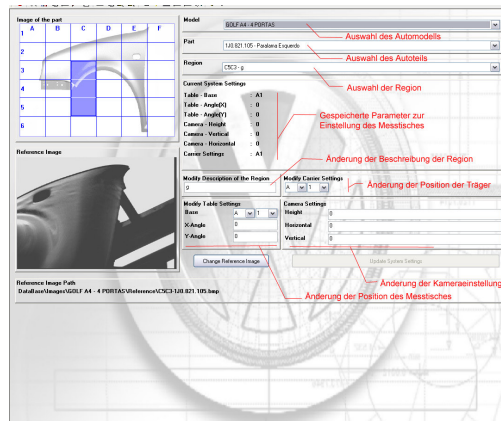 Image of the part
A B C D E F
1
2
3
4
5
6
Model
GOLF A4 - 4 PORTAS
Auswahl des Automodells
Part
1J0.821.105 - Paralama Esquerdo
Auswahl des Autoteils
Region
C5C3 - g
Auswahl der Region
Current System Settings
Table - Base : A1
Table - Angle(X) : 0
Table - Angle(Y) : 0
Camera - Height : 0
Camera - Vertical : 0
Camera - Horizontal : 0
Carrier Settings : A1
Gespeicherte Parameter zur
Einstellung des Messtisches
Änderung der Beschreibung der Region
Reference Image
Modify Description of the Region
g
Modify Carrier Settings
A 1
Änderung der Position der Träger
Modify Table Settings
Base A 1
X-Angle 0
Y-Angle 0
Camera Settings
Height 0
Horizontal 0
Vertical 0
Change Reference Image
Update System Settings
Änderung der Kameraeinstellung
Änderung der Position des Messtisches
Reference Image Path
DataBase\Images\GOLF A4 - 4 PORTAS\Reference\C5C3-1J0.821.105.bmp